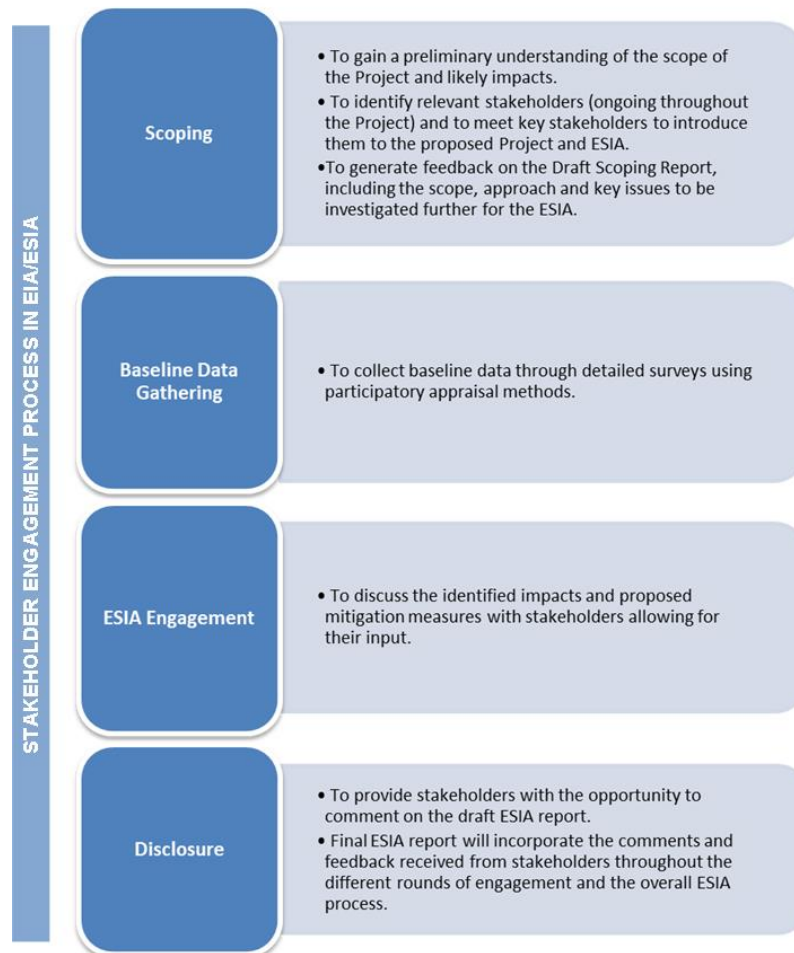 STAKEHOLDER ENGAGEMENT PROCESS IN EIA/ESIA
Scoping
• To gain a preliminary understanding of the scope of
the Project and likely impacts.
• To identify relevant stakeholders (ongoing throughout
the Project) and to meet key stakeholders to introduce
them to the proposed Project and ESIA.
•To generate feedback on the Draft Scoping Report,
including the scope, approach and key issues to be
investigated further for the ESIA.
Baseline Data
Gathering
• To collect baseline data through detailed surveys using
participatory appraisal methods.
ESIA Engagement
• To discuss the identified impacts and proposed
mitigation measures with stakeholders allowing for
their input.
Disclosure
• To provide stakeholders with the opportunity to
comment on the draft ESIA report.
• Final ESIA report will incorporate the comments and
feedback received from stakeholders throughout the
different rounds of engagement and the overall ESIA
process.